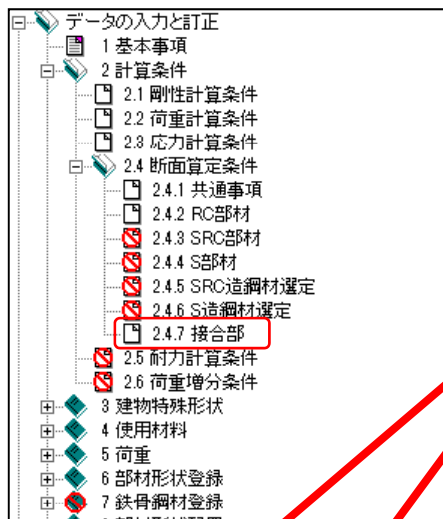 データの入力と訂正
1 基本事項
2 計算条件
2.1 剛性計算条件
2.2 荷重計算条件
2.3 応力計算条件
2.4 断面算定条件
2.4.1 共通事項
2.4.2 RC部材
2.4.3 SRC部材
2.4.4 S部材
2.4.5 SRC造鋼材選定
2.4.6 S造鋼材選定
2.4.7 接合部
2.5 耐力計算条件
2.6 荷重増分条件
3 建物特殊形状
4 使用材料
5 荷重
6 部材形状登録
7 鉄骨鋼材登録